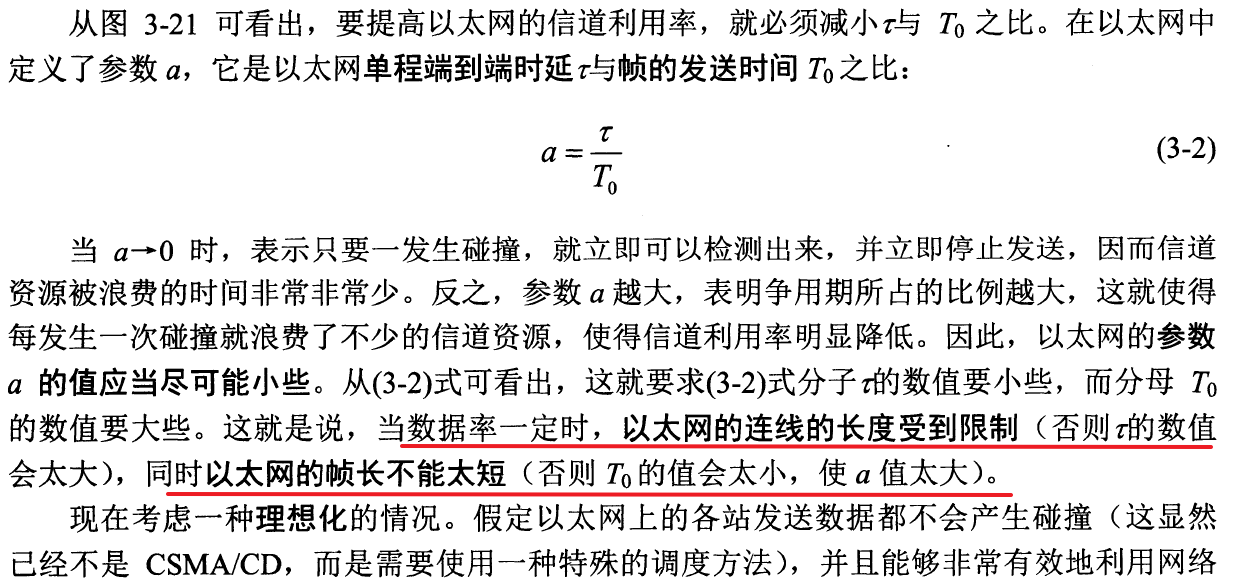 从图 3-21 可看出，要提高以太网的信道利用率，就必须减小τ与 T₀ 之比。在以太网中
定义了参数 a，它是以太网单程端到端时延τ与帧的发送时间 T₀ 之比：
a = τ / T₀ (3-2)
当 a→0 时，表示只要一发生碰撞，就立即可以检测出来，并立即停止发送，因而信道
资源被浪费的时间非常非常少。反之，参数 a 越大，表明争用期所占的比例越大，这就使得
每发生一次碰撞就浪费了不少的信道资源，使得信道利用率明显降低。因此，以太网的参数
a 的值应当尽可能小些。从(3-2)式可看出，这就要求(3-2)式分子τ的数值要小些，而分母 T₀
的数值要大些。这就是说，当数据率一定时，以太网的连线的长度受到限制（否则τ的数值
会太大），同时以太网的帧长不能太短（否则 T₀ 的值会太小，使 a 值太大）。
现在考虑一种理想化的情况。假定以太网上的各站发送数据都不会产生碰撞（这显然
已经不是 CSMA/CD，而是需要使用一种特殊的调度方法），并且能够非常有效地利用网络